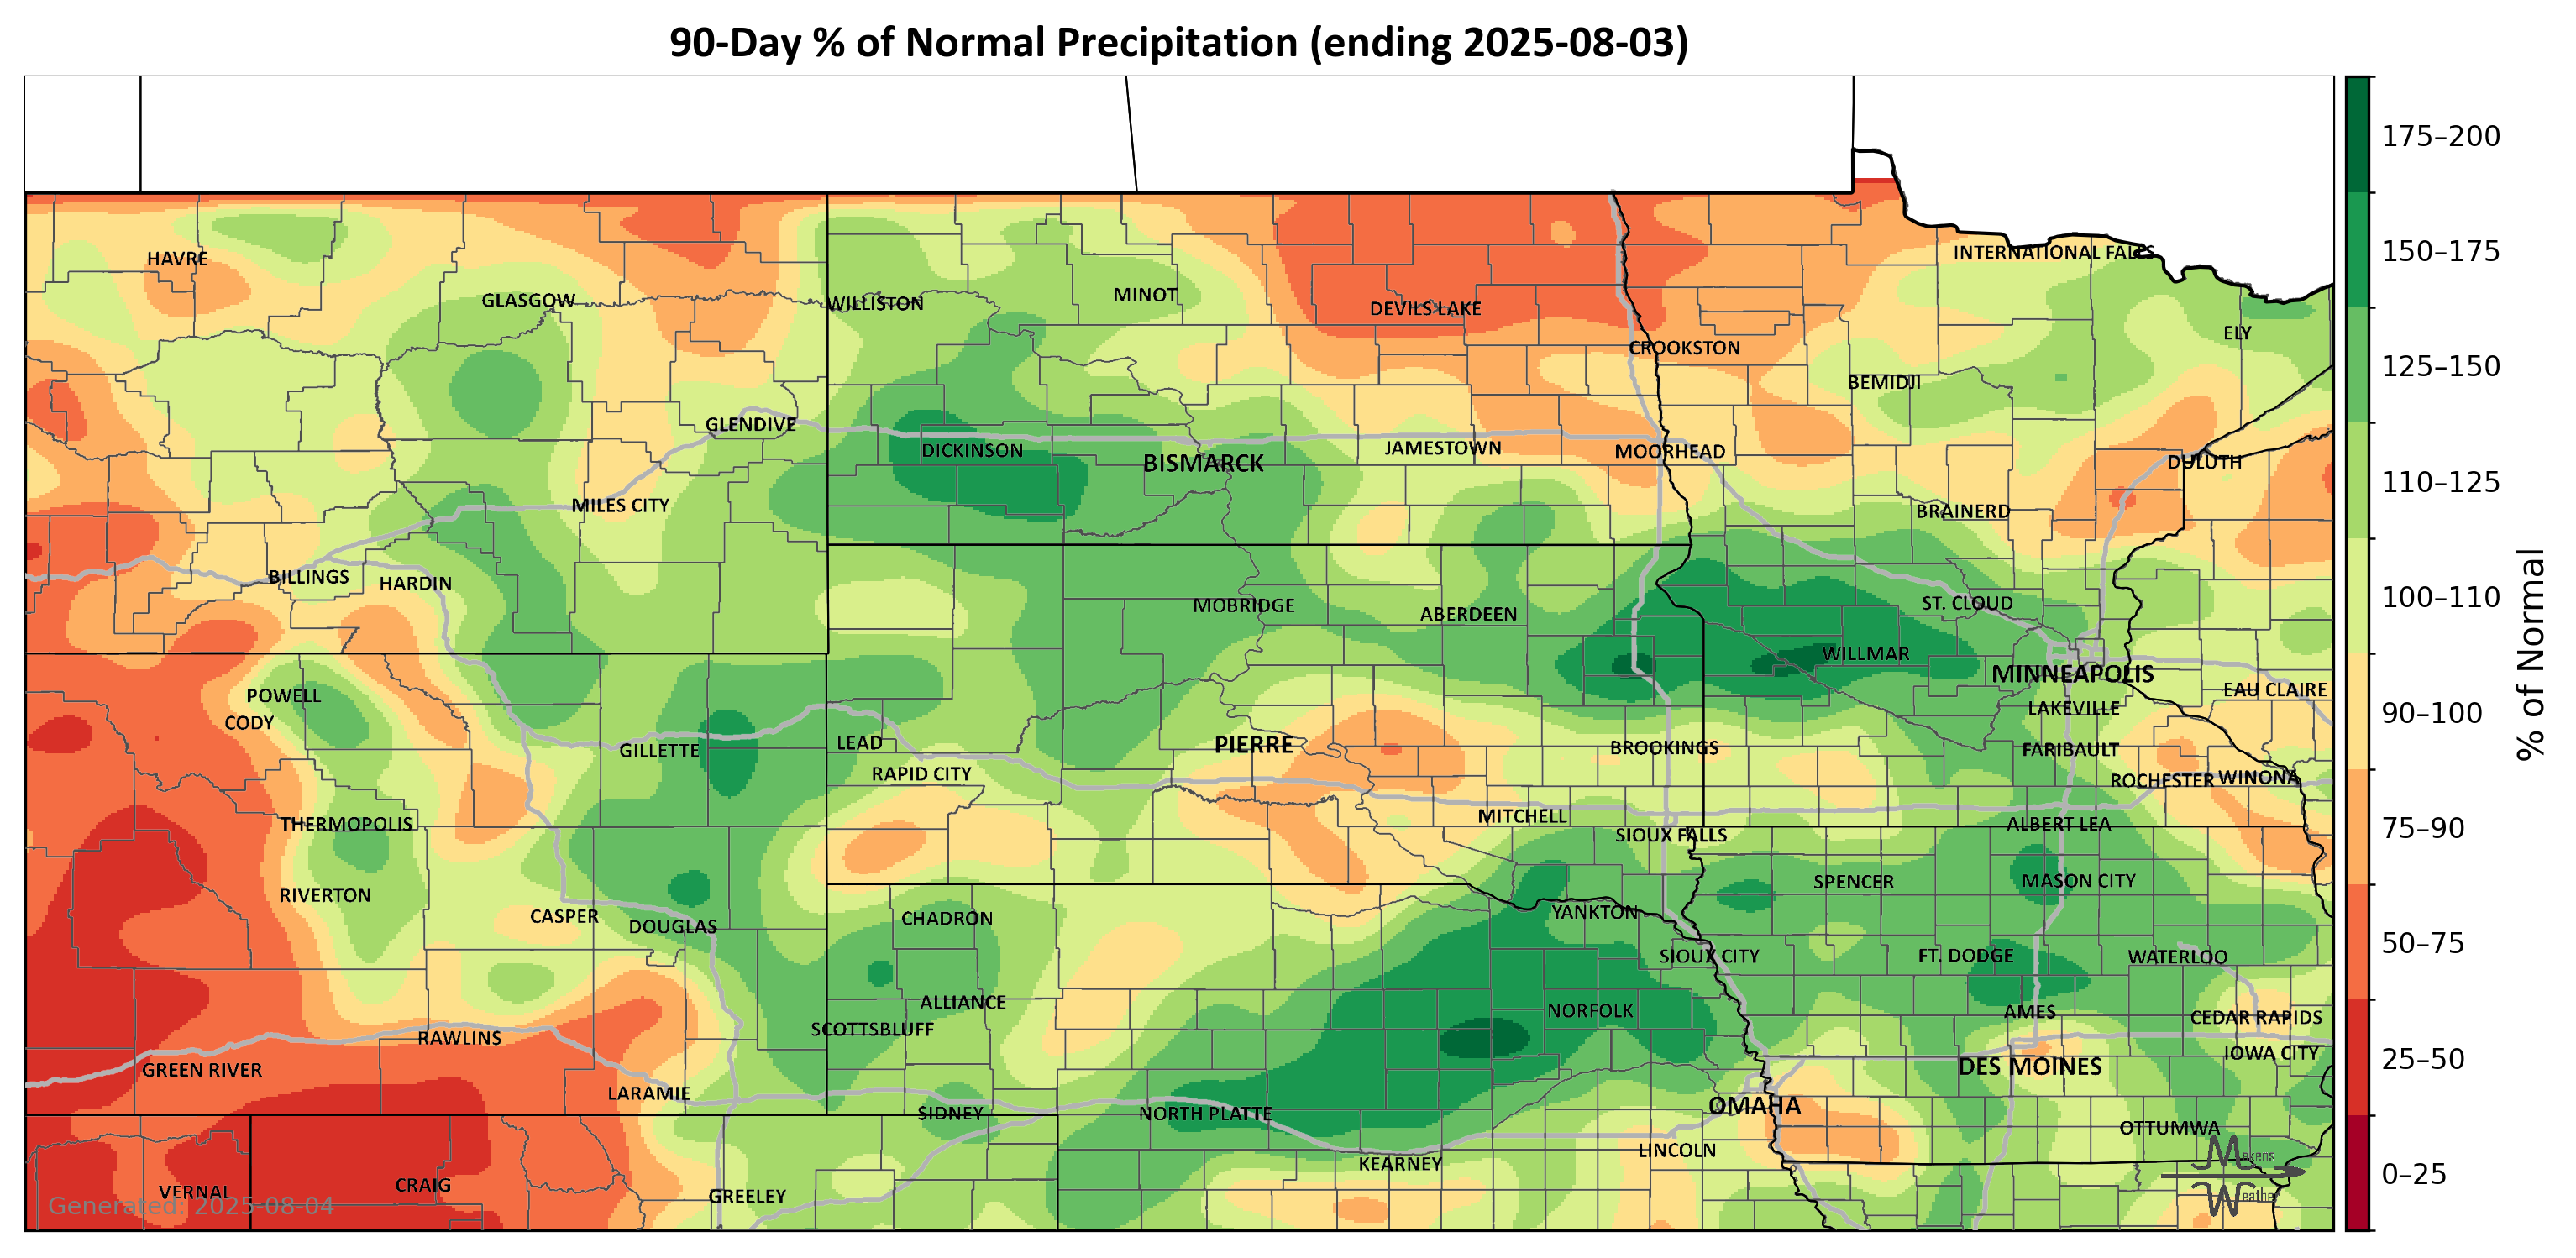 90-Day % of Normal Precipitation (ending 2025-08-03)
175–200
150–175
125–150
110–125
100–110
90–100
75–90
50–75
25–50
0–25
% of Normal
HAVRE
INTERNATIONAL FALLS
GLASGOW
WILLISTON
MINOT
DEVILS LAKE
ELY
CROOKSTON
BEMIDJI
GLENDIVE
DICKINSON
BISMARCK
JAMESTOWN
MOORHEAD
DULUTH
MILES CITY
BRAINERD
BILLINGS
HARDIN
MOBRIDGE
ABERDEEN
ST. CLOUD
WILLMAR
MINNEAPOLIS
POWELL
EAU CLAIRE
CODY
LAKEVILLE
GILLETTE
LEAD
PIERRE
BROOKINGS
FARIBAULT
RAPID CITY
ROCHESTER
WINONA
THERMOPOLIS
MITCHELL
SIOUX FALLS
ALBERT LEA
RIVERTON
SPENCER
MASON CITY
CASPER
DOUGLAS
CHADRON
YANKTON
SIOUX CITY
FT. DODGE
WATERLOO
ALLIANCE
NORFOLK
AMES
CEDAR RAPIDS
SCOTTSBLUFF
RAWLINS
IOWA CITY
GREEN RIVER
DES MOINES
LARAMIE
SIDNEY
NORTH PLATTE
OMAHA
OTTUMWA
LINCOLN
KEARNEY
VERNAL
CRAIG
GREELEY
Generated: 2025-08-04
Makens
Weather